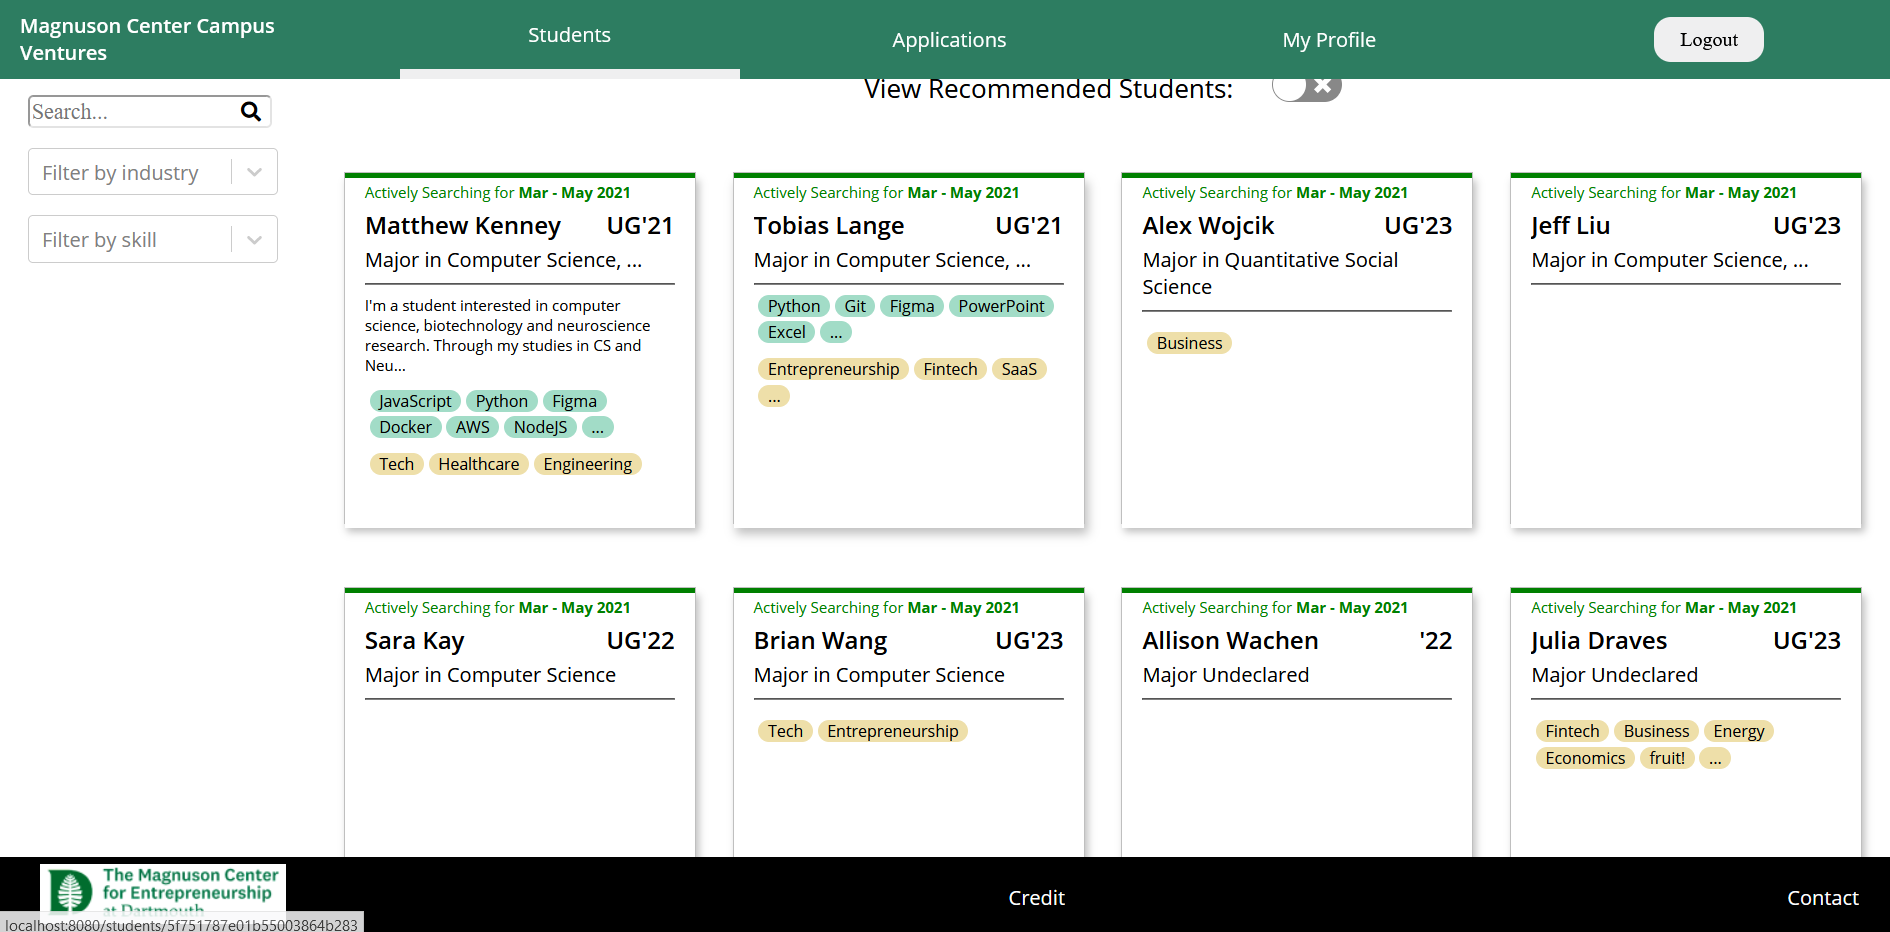 Magnuson Center Campus
Ventures
Students
Applications
My Profile
Logout
View Recommended Students:
Search...
Filter by industry
Filter by skill
Actively Searching for Mar - May 2021
Matthew Kenney UG'21
Major in Computer Science, ...
I'm a student interested in computer
science, biotechnology and neuroscience
research. Through my studies in CS and
Neu...
JavaScript Python Figma
Docker AWS NodeJS ...
Tech Healthcare Engineering
Actively Searching for Mar - May 2021
Tobias Lange UG'21
Major in Computer Science, ...
Python Git Figma PowerPoint
Excel ...
Entrepreneurship Fintech SaaS
...
Actively Searching for Mar - May 2021
Alex Wojcik UG'23
Major in Quantitative Social
Science
Business
Actively Searching for Mar - May 2021
Jeff Liu UG'23
Major in Computer Science, ...
Actively Searching for Mar - May 2021
Sara Kay UG'22
Major in Computer Science
Actively Searching for Mar - May 2021
Brian Wang UG'23
Major in Computer Science
Tech Entrepreneurship
Actively Searching for Mar - May 2021
Allison Wachen '22
Major Undeclared
Actively Searching for Mar - May 2021
Julia Draves UG'23
Major Undeclared
Fintech Business Energy
Economics fruit! ...
D
The Magnuson Center
for Entrepreneurship
at Dartmouth
Credit
Contact
localhost:8080/students/5f751787e01b55003864b283